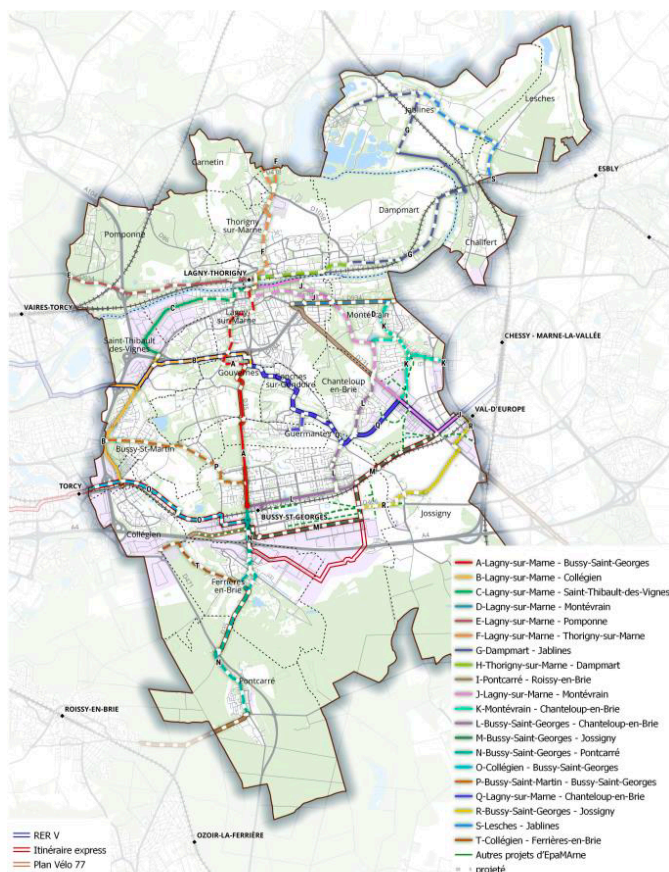 Lesches
Jablines
G
Carnetin
F
ESBLY
S
Thorigny
sur-Marne
Dampmart
Pomponne
F
Chalifert
G
LAGNY-THORIGNY
E
J
VAIRES-TORCY
C
Lagny
sur-Marne
J
Montévrain
D
K
Saint-Thibault
des-Vignes
CHESSY - MARNE-LA-VALLÉE
B
A
Gouvernes
Conches
sur-Gondoire
Chanteloup
en-Brie
K
K
L
Guermantes
Q
VAL-D'EUROPE
B
Bussy-St-Martin
P
A
M
TORCY
O
L
O
BUSSY-ST-GEORGES
R
Jossigny
A4
Collégien
M
A4
T
Ferrières
en-Brie
N
Pontcarré
ROISSY-EN-BRIE
OZOIR-LA-FERRIÈRE
A-Lagny-sur-Marne - Bussy-Saint-Georges
B-Lagny-sur-Marne - Collégien
C-Lagny-sur-Marne - Saint-Thibault-des-Vignes
D-Lagny-sur-Marne - Montévrain
E-Lagny-sur-Marne - Pomponne
F-Lagny-sur-Marne - Thorigny-sur-Marne
G-Dampmart - Jablines
H-Thorigny-sur-Marne - Dampmart
I-Pontcarré - Roissy-en-Brie
J-Lagny-sur-Marne - Montévrain
K-Montévrain - Chanteloup-en-Brie
L-Bussy-Saint-Georges - Chanteloup-en-Brie
M-Bussy-Saint-Georges - Jossigny
N-Bussy-Saint-Georges - Pontcarré
O-Collégien - Bussy-Saint-Georges
P-Bussy-Saint-Martin - Bussy-Saint-Georges
Q-Lagny-sur-Marne - Chanteloup-en-Brie
R-Bussy-Saint-Georges - Jossigny
S-Lesches - Jablines
T-Collégien - Ferrières-en-Brie
Autres projets d'EpaMarne
projeté
RER V
Itinéraire express
Plan Vélo 77